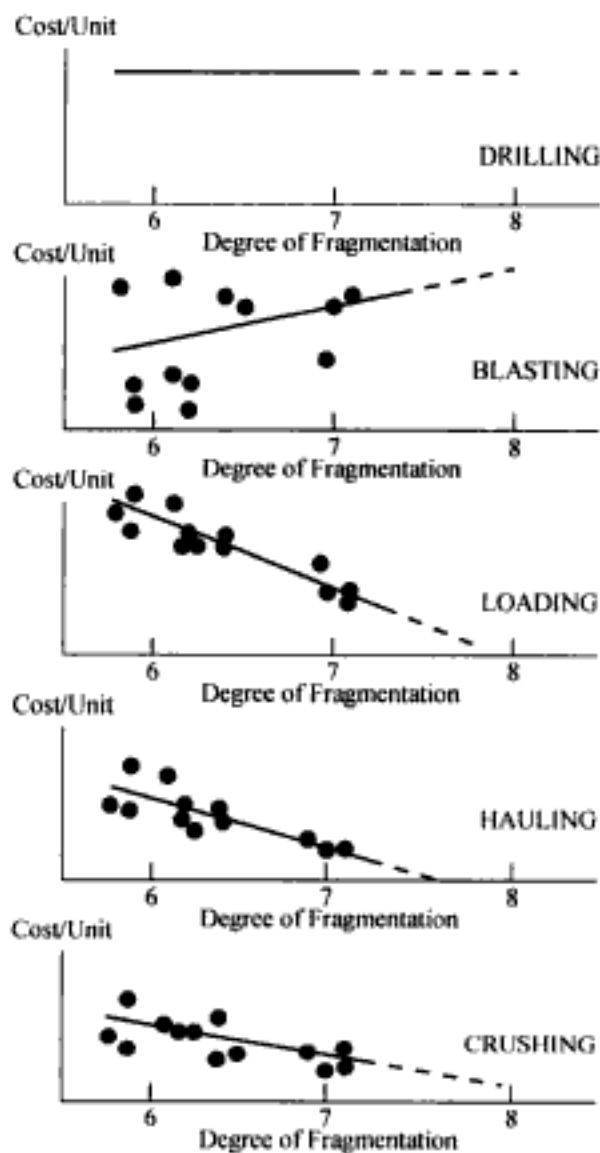 Cost/Unit
DRILLING
6 7 8
Degree of Fragmentation
Cost/Unit
BLASTING
6 7 8
Degree of Fragmentation
Cost/Unit
LOADING
6 7 8
Degree of Fragmentation
Cost/Unit
HAULING
6 7 8
Degree of Fragmentation
Cost/Unit
CRUSHING
6 7 8
Degree of Fragmentation